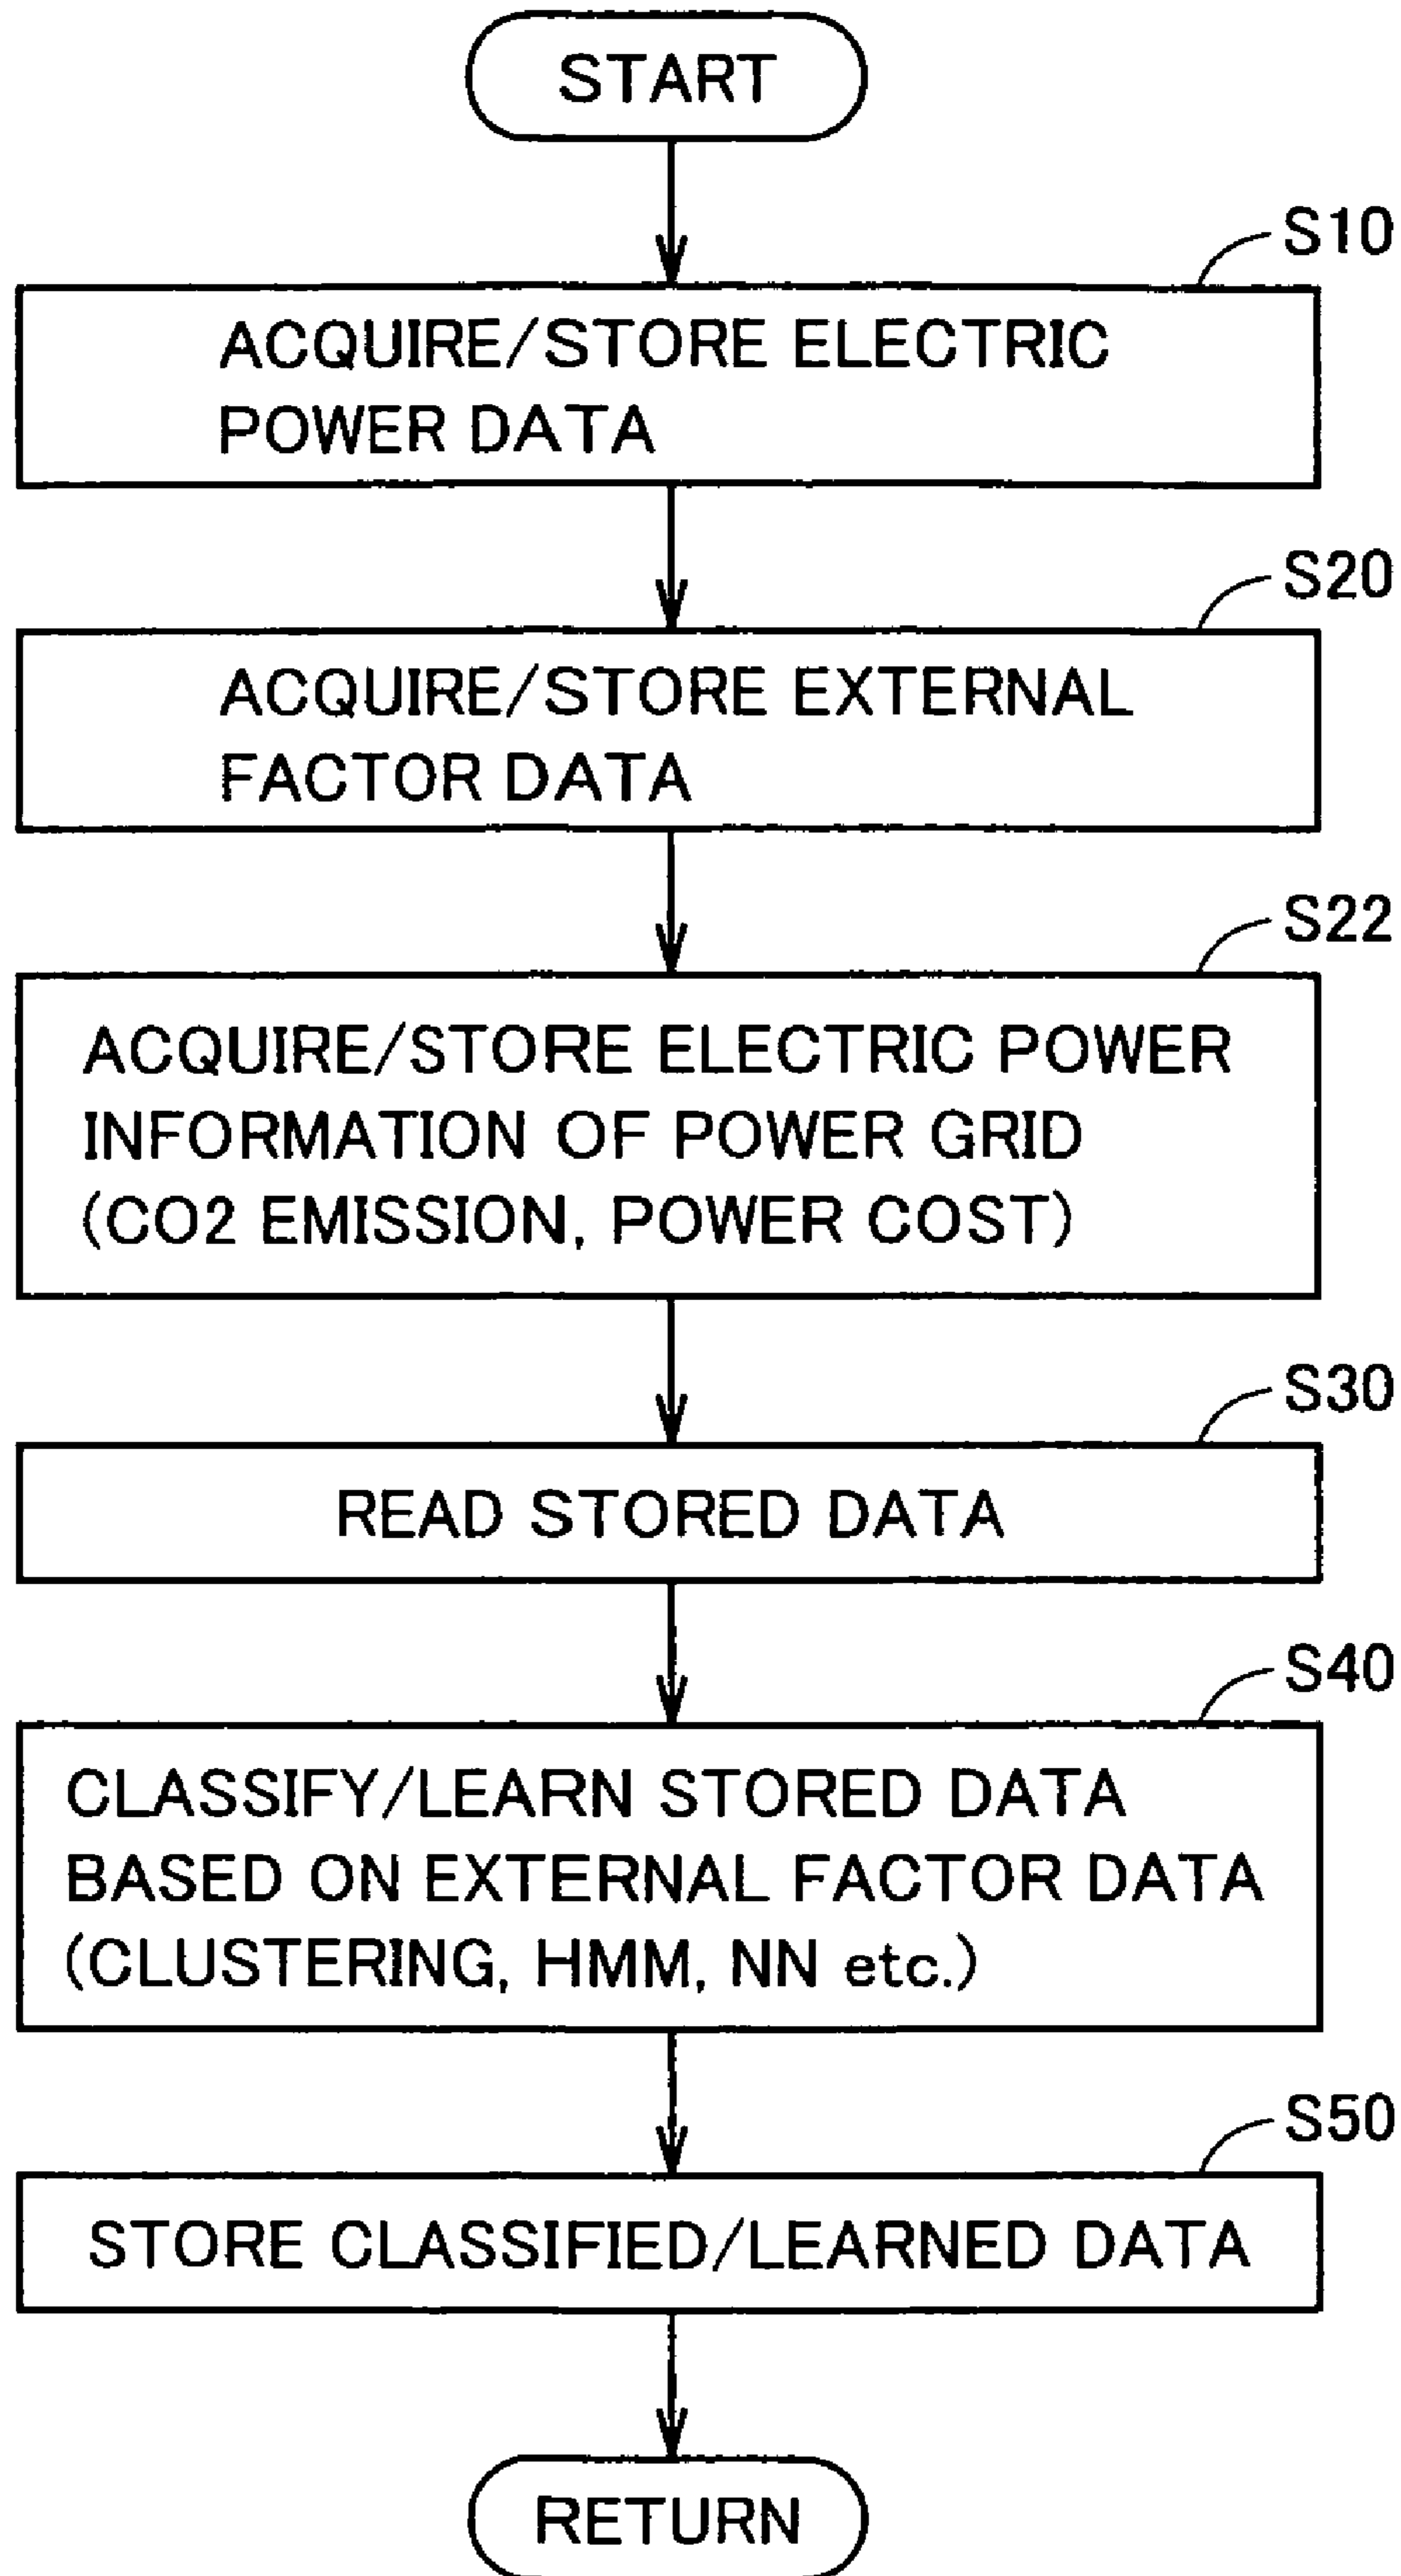 START
S10
ACQUIRE/STORE ELECTRIC
POWER DATA
S20
ACQUIRE/STORE EXTERNAL
FACTOR DATA
S22
ACQUIRE/STORE ELECTRIC POWER
INFORMATION OF POWER GRID
(CO2 EMISSION, POWER COST)
S30
READ STORED DATA
S40
CLASSIFY/LEARN STORED DATA
BASED ON EXTERNAL FACTOR DATA
(CLUSTERING, HMM, NN etc.)
S50
STORE CLASSIFIED/LEARNED DATA
RETURN